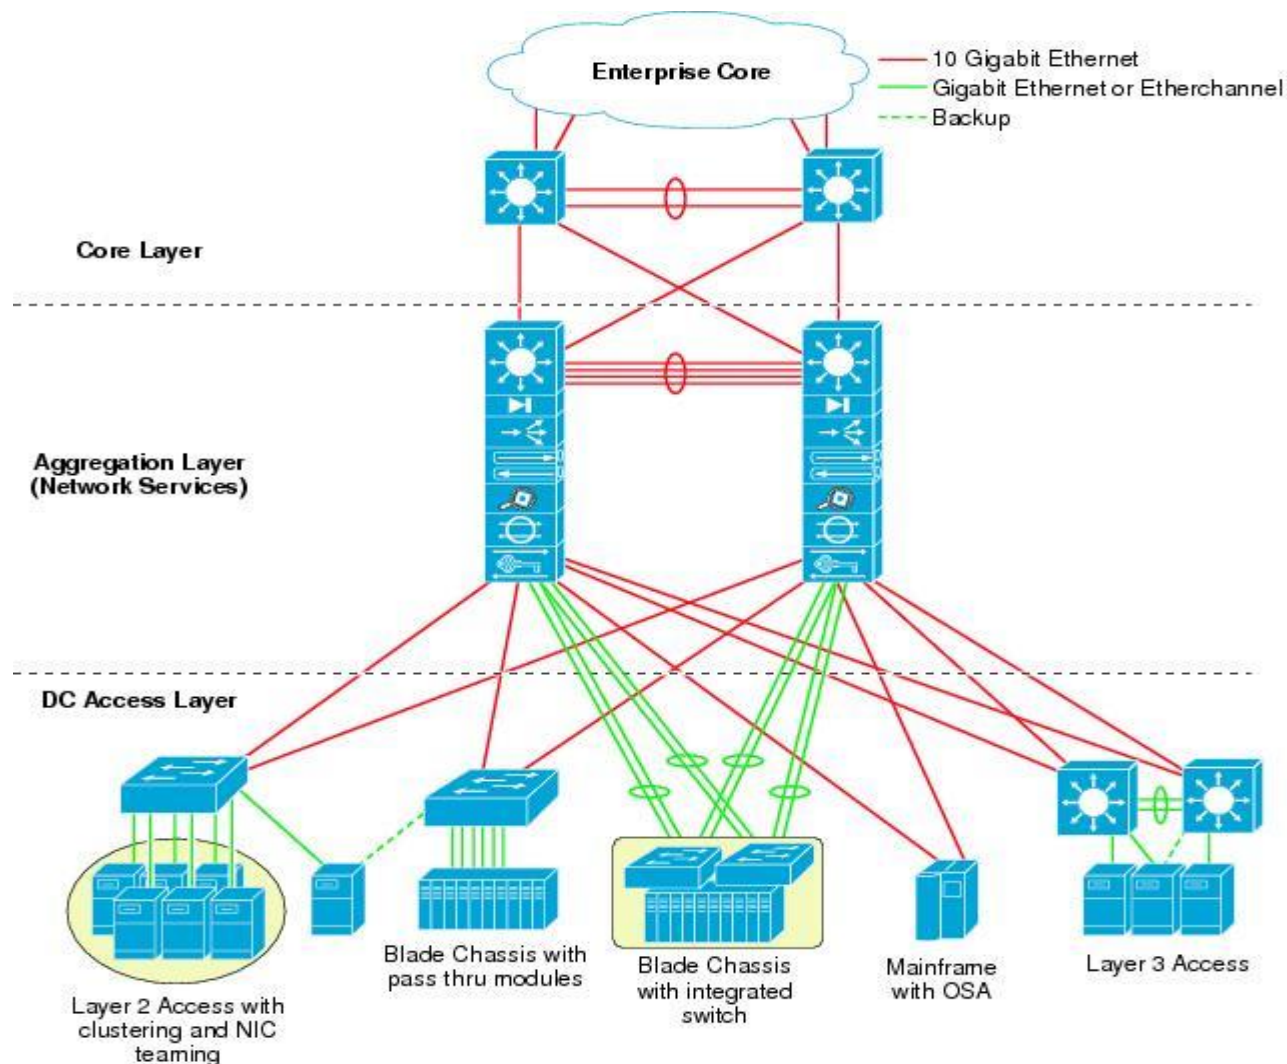 Enterprise Core
10 Gigabit Ethernet
Gigabit Ethernet or Etherchannel
Backup
Core Layer
Aggregation Layer
(Network Services)
DC Access Layer
Layer 2 Access with
clustering and NIC
teaming
Blade Chassis with
pass thru modules
Blade Chassis
with integrated
switch
Mainframe
with OSA
Layer 3 Access